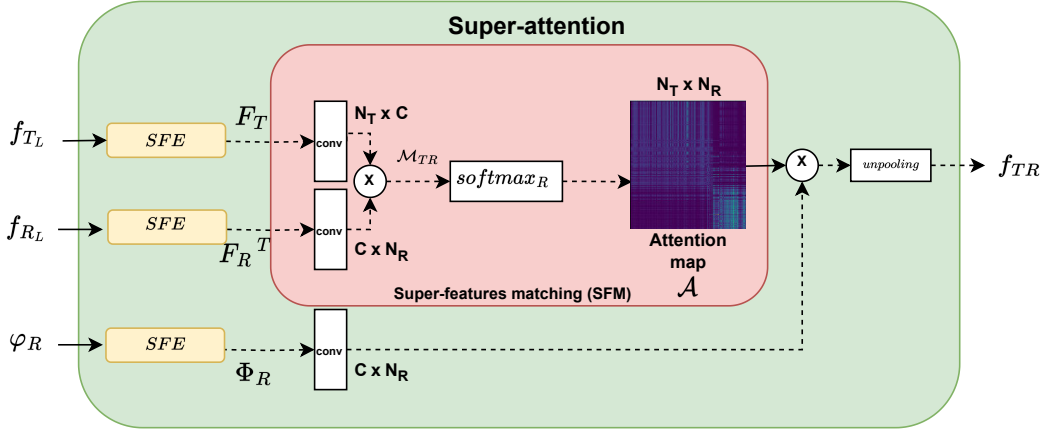 Super-attention
N_T x C
N_T x N_R
f_{T_L}
SFE
F_T
conv
x
M_{TR}
softmax_R
x
unpooling
f_{TR}
f_{R_L}
SFE
F_R^T
conv
C x N_R
Attention
map
A
Super-features matching (SFM)
φ_R
SFE
Φ_R
conv
C x N_R